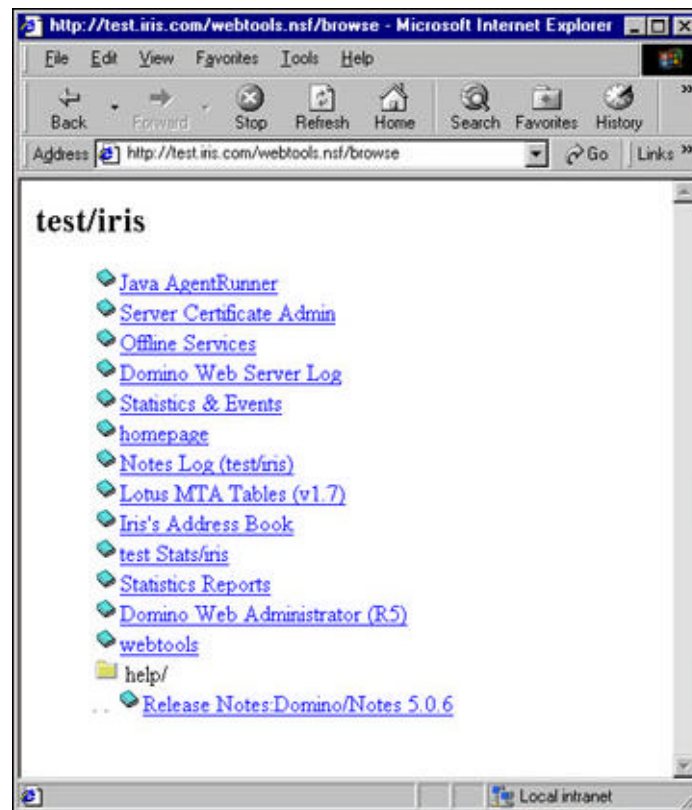 http://test.iris.com/webtools.nsf/browse - Microsoft Internet Explorer
File Edit View Favorites Tools Help
Back Forward Stop Refresh Home Search Favorites History »
Address http://test.iris.com/webtools.nsf/browse Go Links »
test/iris
Java AgentRunner
Server Certificate Admin
Offline Services
Domino Web Server Log
Statistics & Events
homepage
Notes Log (test/iris)
Lotus MTA Tables (v1.7)
Iris's Address Book
test Stats/iris
Statistics Reports
Domino Web Administrator (R5)
webtools
help/
. . Release Notes:Domino/Notes 5.0.6
Local intranet